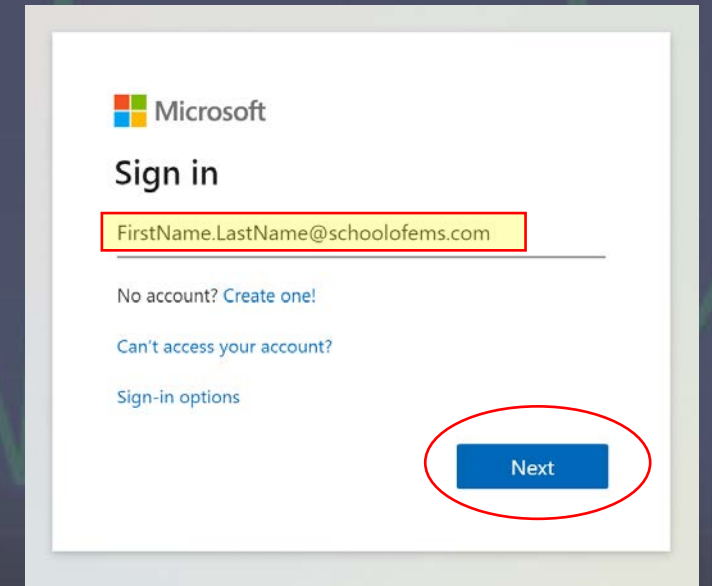 Microsoft
Sign in
FirstName.LastName@schoolofems.com
No account? Create one!
Can't access your account?
Sign-in options
Next